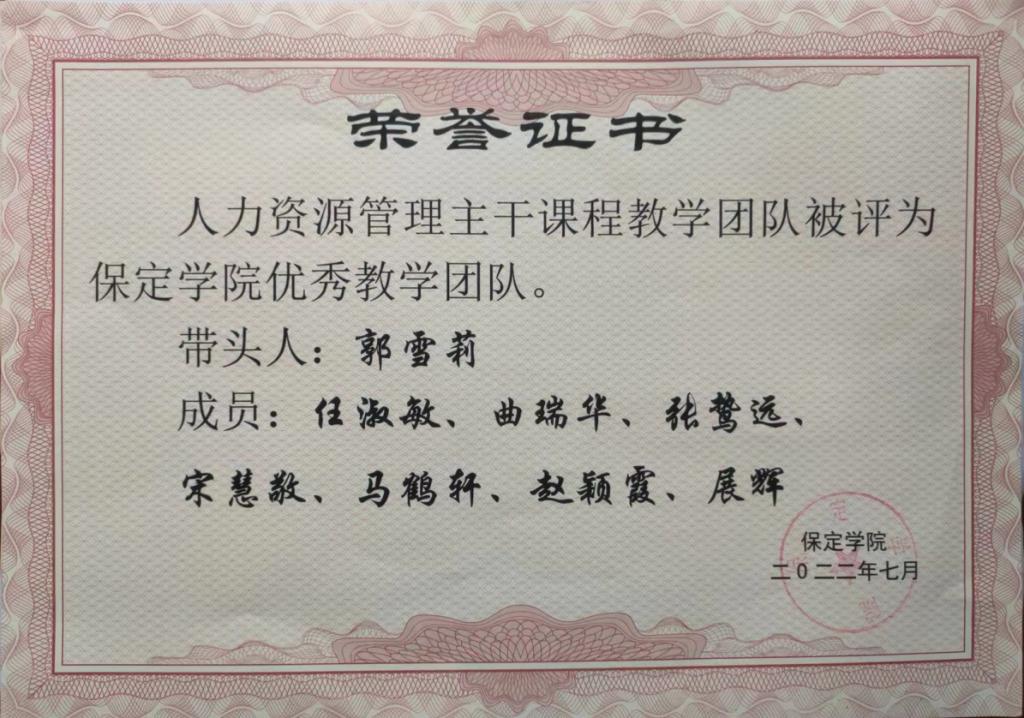 荣誉证书
人力资源管理主干课程教学团队被评为
保定学院优秀教学团队。
带头人：郭雪莉
成员：任淑敏、曲瑞华、张鸷远、
宋慧敬、马鹤轩、赵颖霞、展辉
保定学院
二0二二年七月